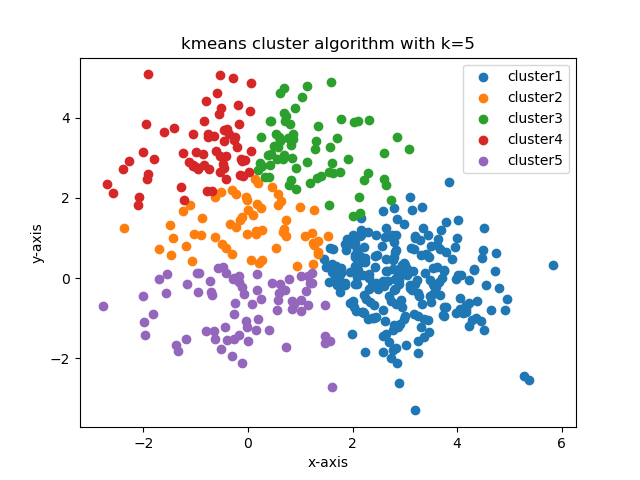 kmeans cluster algorithm with k=5
cluster1
cluster2
cluster3
cluster4
cluster5
4
2
0
−2
y-axis
−2 0 2 4 6
x-axis